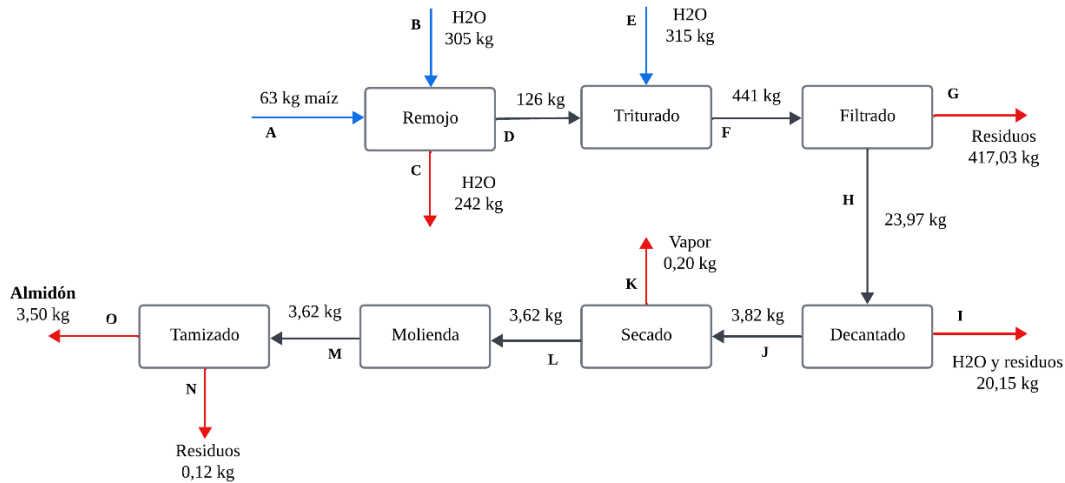 H2O
305 kg
B
H2O
315 kg
E
63 kg maíz
A
Remojo
126 kg
D
Triturado
441 kg
F
Filtrado
G
Residuos
417,03 kg
C
H2O
242 kg
H
23,97 kg
Vapor
0,20 kg
K
Almidón
3,50 kg
O
Tamizado
3,62 kg
M
Molienda
3,62 kg
L
Secado
3,82 kg
J
Decantado
I
H2O y residuos
20,15 kg
N
Residuos
0,12 kg